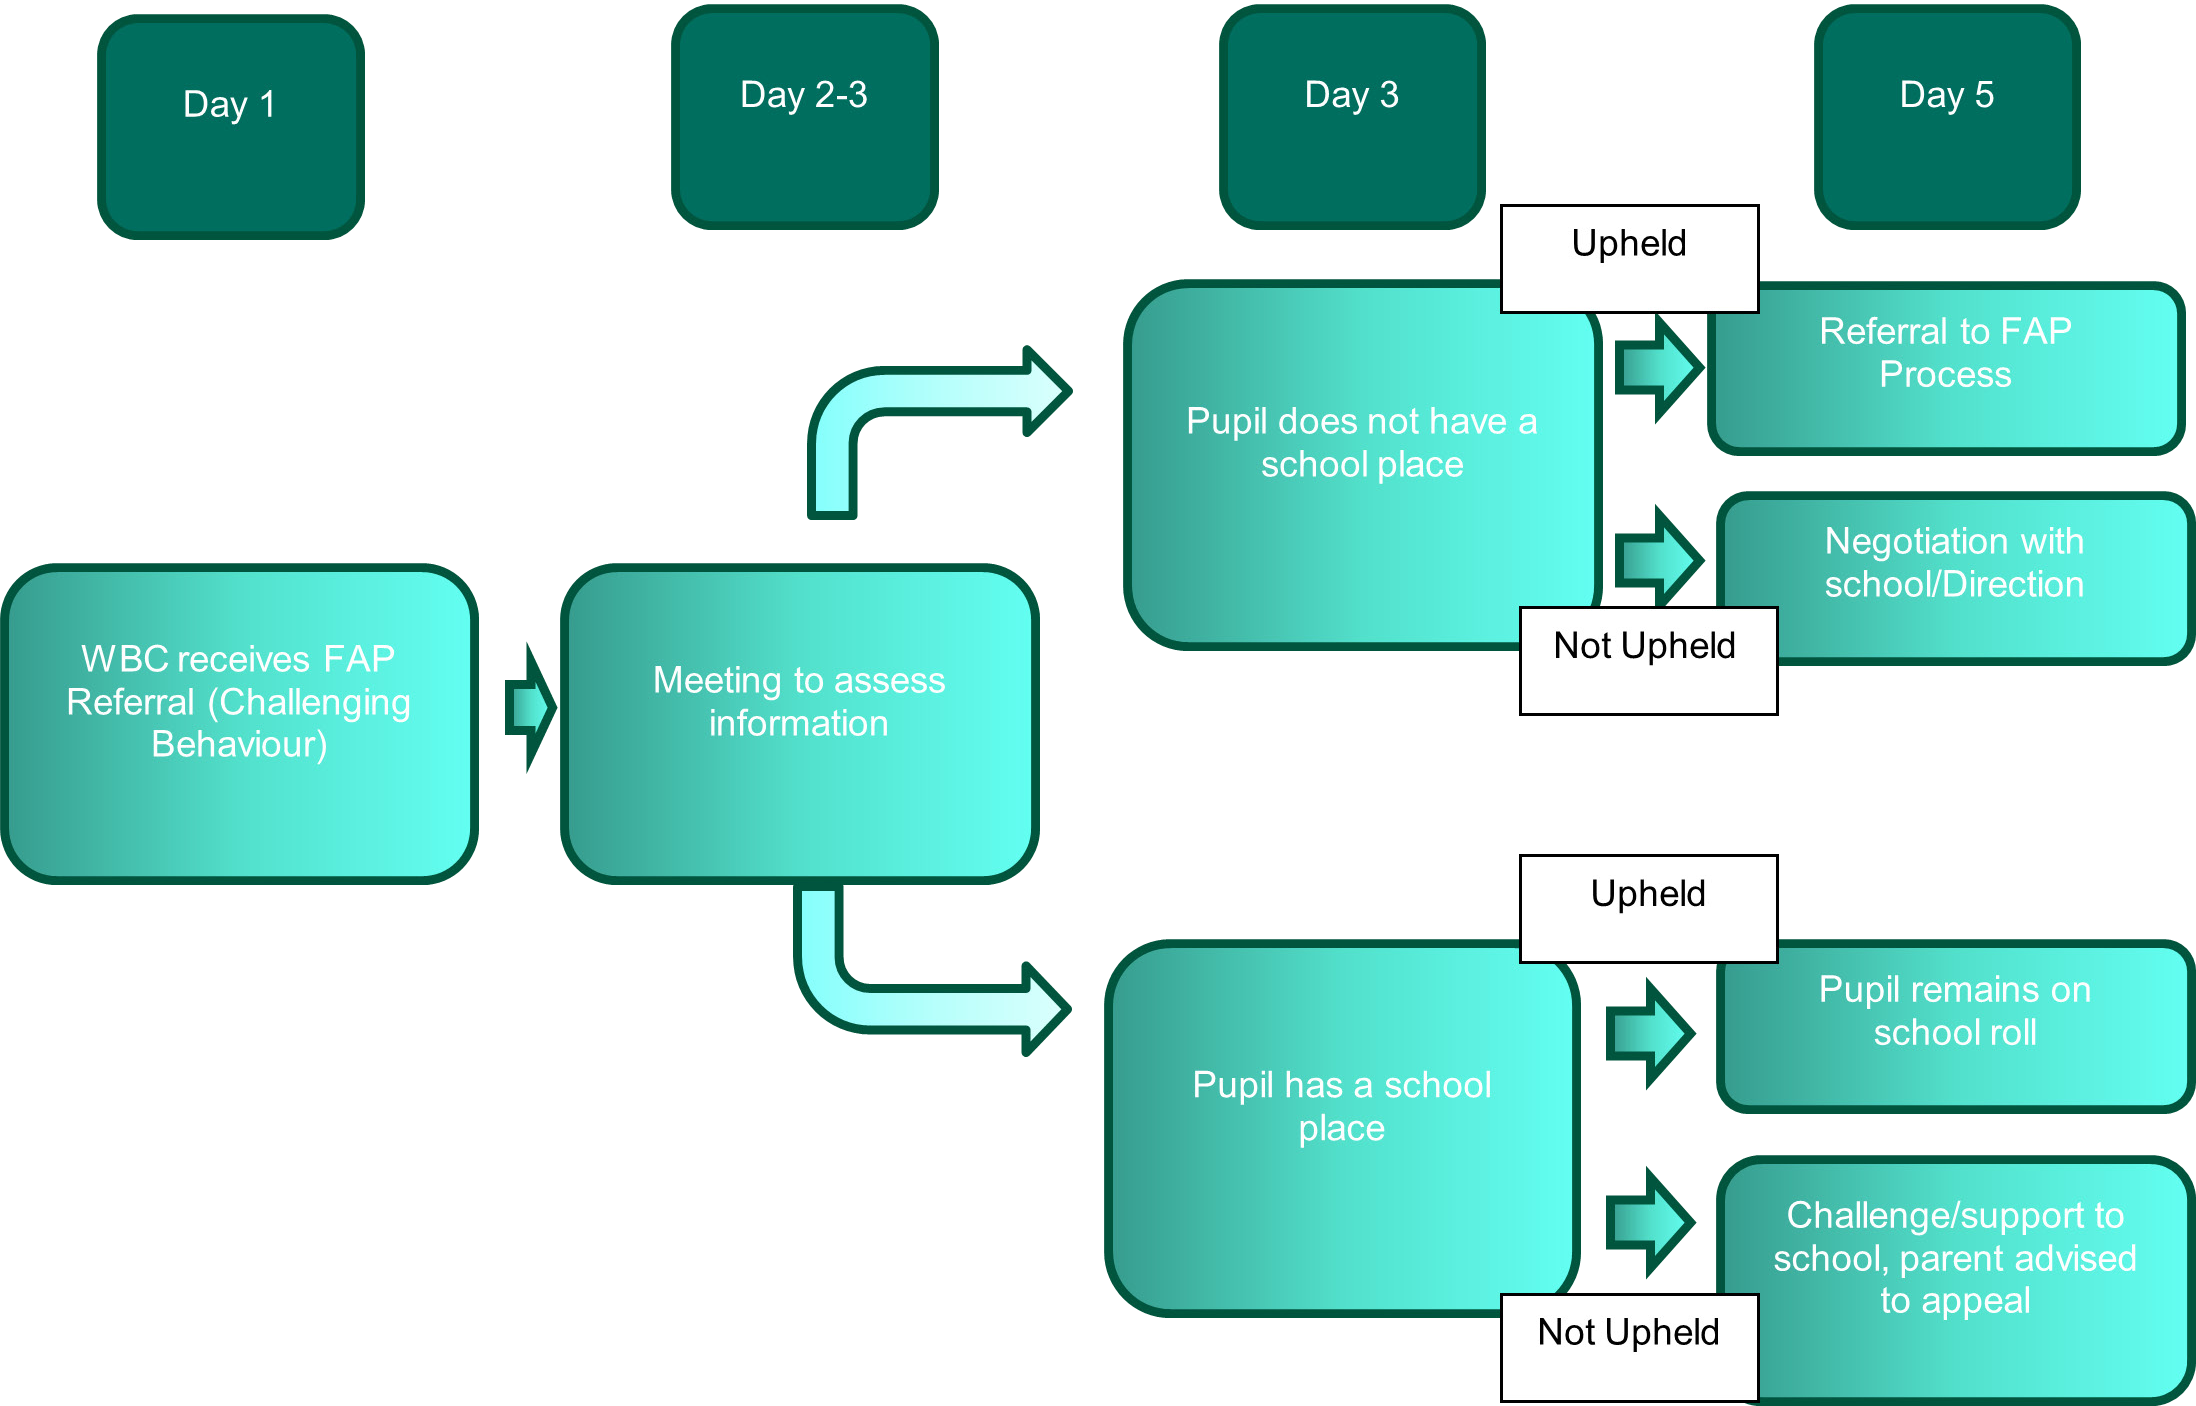 Day 1
Day 2-3
Day 3
Day 5
Upheld
Referral to FAP
Process
Pupil does not have a
school place
Negotiation with
school/Direction
Not Upheld
WBC receives FAP
Referral (Challenging
Behaviour)
Meeting to assess
information
Upheld
Pupil remains on
school roll
Pupil has a school
place
Challenge/support to
school, parent advised
to appeal
Not Upheld